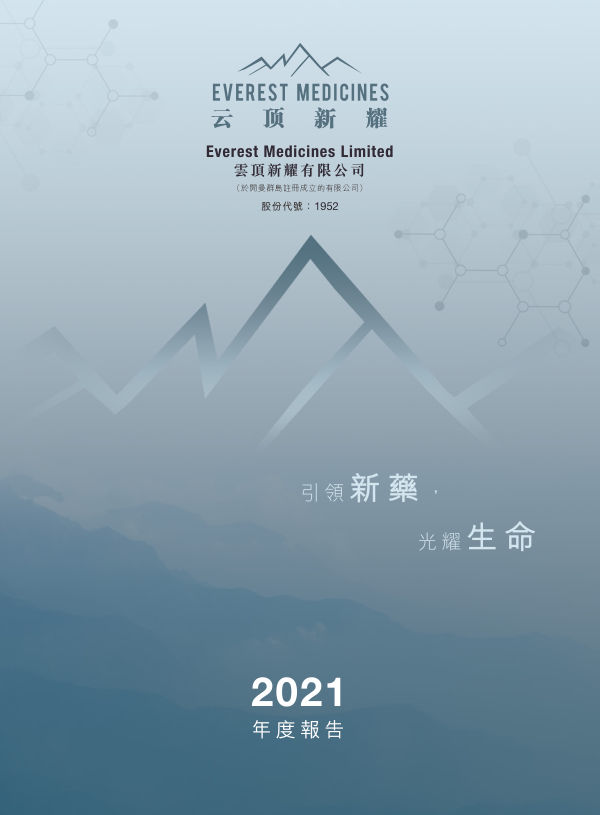 EVEREST MEDICINES
云顶新耀
Everest Medicines Limited
雲頂新耀有限公司
（於開曼群島註冊成立的有限公司）
股份代號：1952
引領新藥，
光耀生命
2021
年度報告